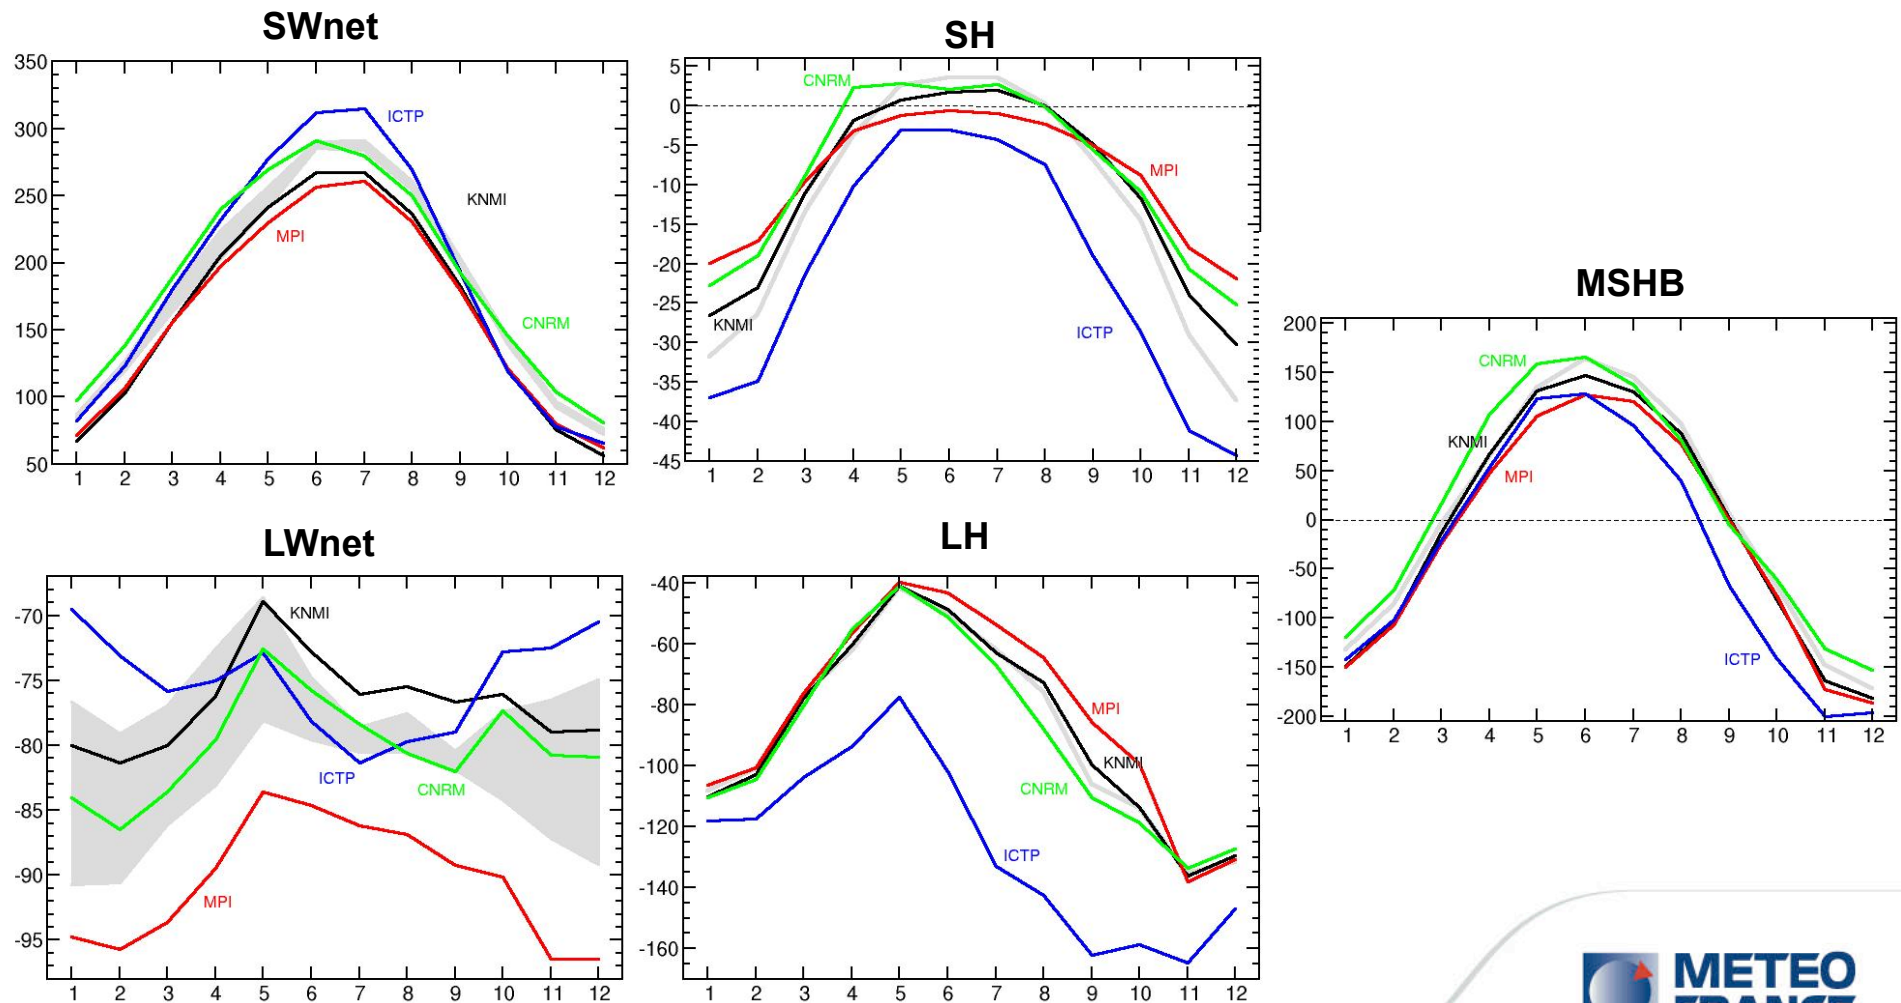 SWnet
350
300
250
200
150
100
50
1 2 3 4 5 6 7 8 9 10 11 12
ICTP
KNMI
MPI
CNRM
SH
5
0
-5
-10
-15
-20
-25
-30
-35
-40
-45
1 2 3 4 5 6 7 8 9 10 11 12
CNRM
MPI
KNMI
ICTP
MSHB
200
150
100
50
0
-50
-100
-150
-200
1 2 3 4 5 6 7 8 9 10 11 12
CNRM
KNMI
MPI
ICTP
LWnet
-70
-75
-80
-85
-90
-95
1 2 3 4 5 6 7 8 9 10 11 12
KNMI
ICTP
CNRM
MPI
LH
-40
-60
-80
-100
-120
-140
-160
1 2 3 4 5 6 7 8 9 10 11 12
MPI
KNMI
CNRM
ICTP
METEO
FRANCE